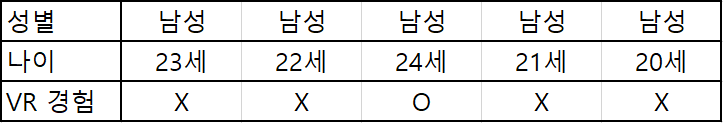 성별 남성 남성 남성 남성 남성
나이 23세 22세 24세 21세 20세
VR 경험 X X O X X